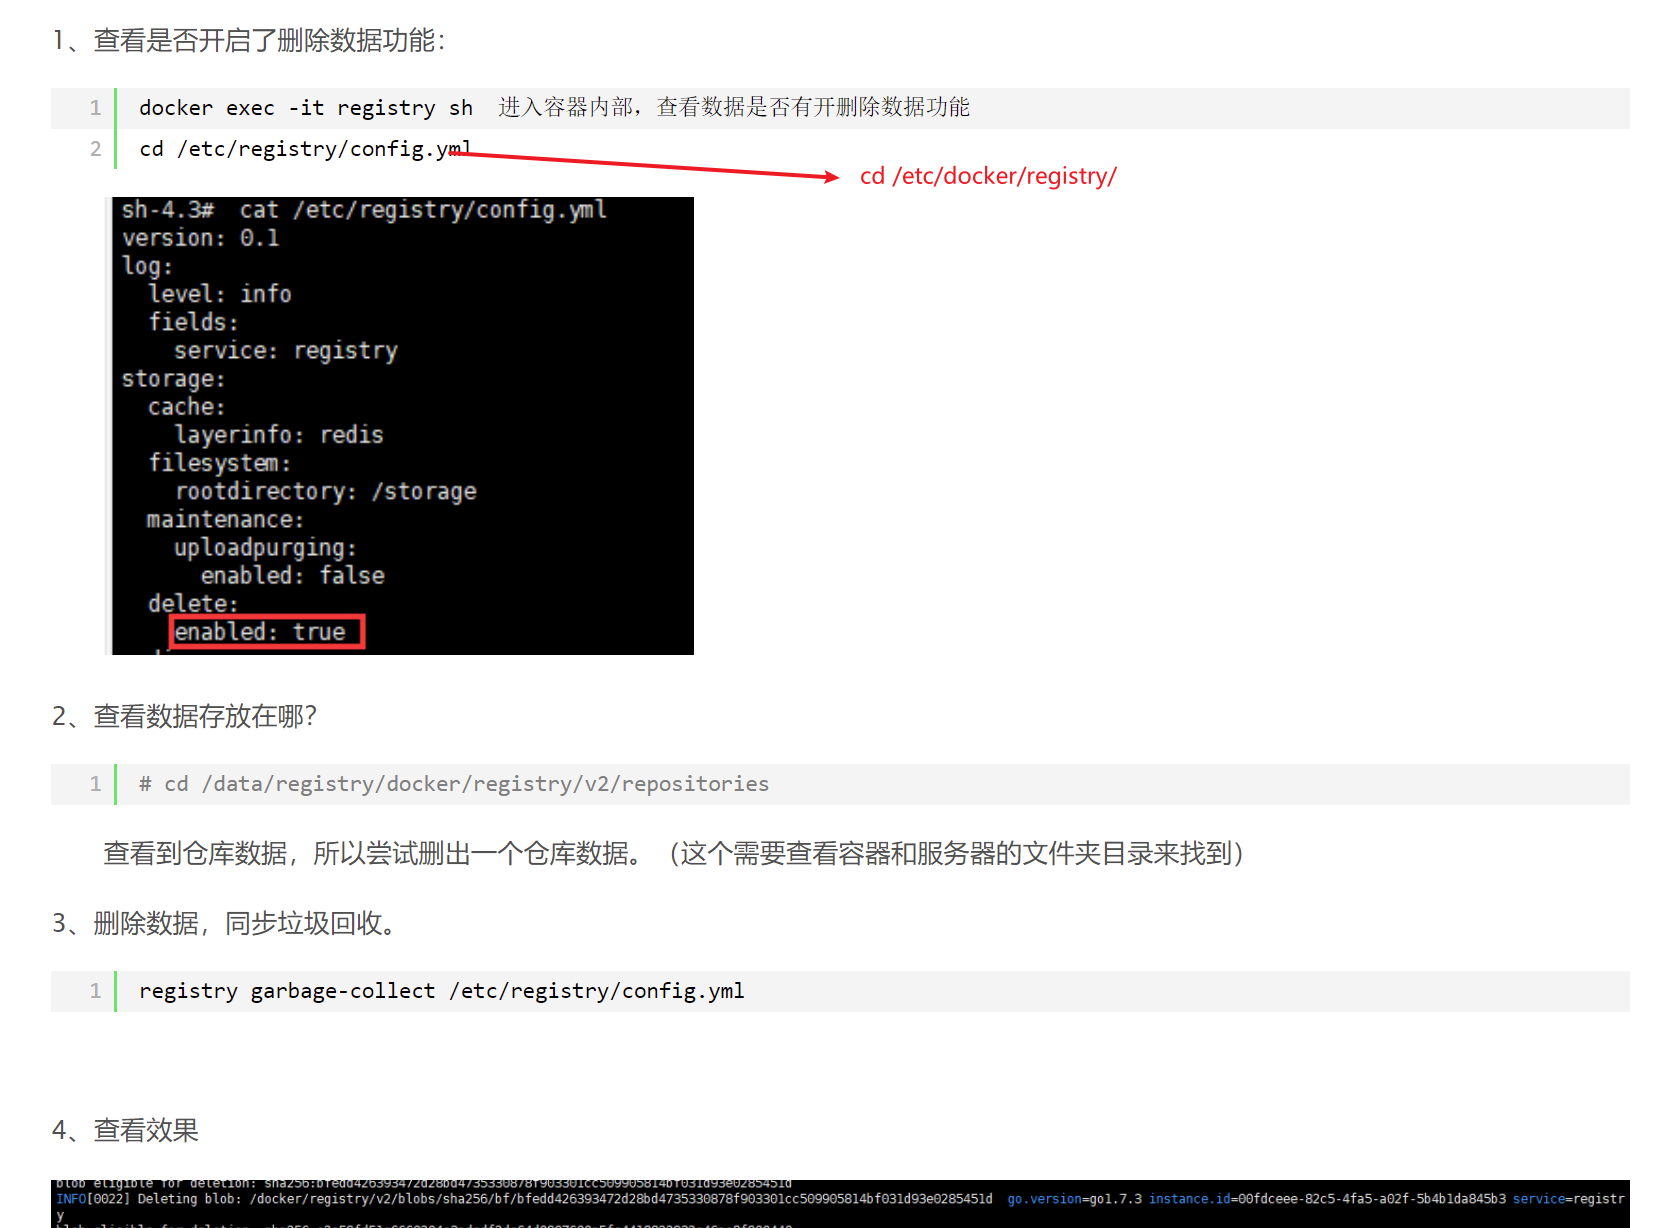 1、查看是否开启了删除数据功能：
1 docker exec -it registry sh 进入容器内部，查看数据是否有开删除数据功能
2 cd /etc/registry/config.yml
cd /etc/docker/registry/
sh-4.3# cat /etc/registry/config.yml
version: 0.1
log:
level: info
fields:
service: registry
storage:
cache:
layerinfo: redis
filesystem:
rootdirectory: /storage
maintenance:
uploadpurging:
enabled: false
delete:
enabled: true
2、查看数据存放在哪？
1 # cd /data/registry/docker/registry/v2/repositories
查看到仓库数据，所以尝试删出一个仓库数据。（这个需要查看容器和服务器的文件夹目录来找到）
3、删除数据，同步垃圾回收。
1 registry garbage-collect /etc/registry/config.yml
4、查看效果
blob eligible for deletion: sha256:bfedd426393472d28bd4735330878f903301cc509905814bf031d93e0285451d
INFO[0022] Deleting blob: /docker/registry/v2/blobs/sha256/bf/bfedd426393472d28bd4735330878f903301cc509905814bf031d93e0285451d go.version=go1.7.3 instance.id=00fdceee-82c5-4fa5-a02f-5b4b1da845b3 service=registr
y